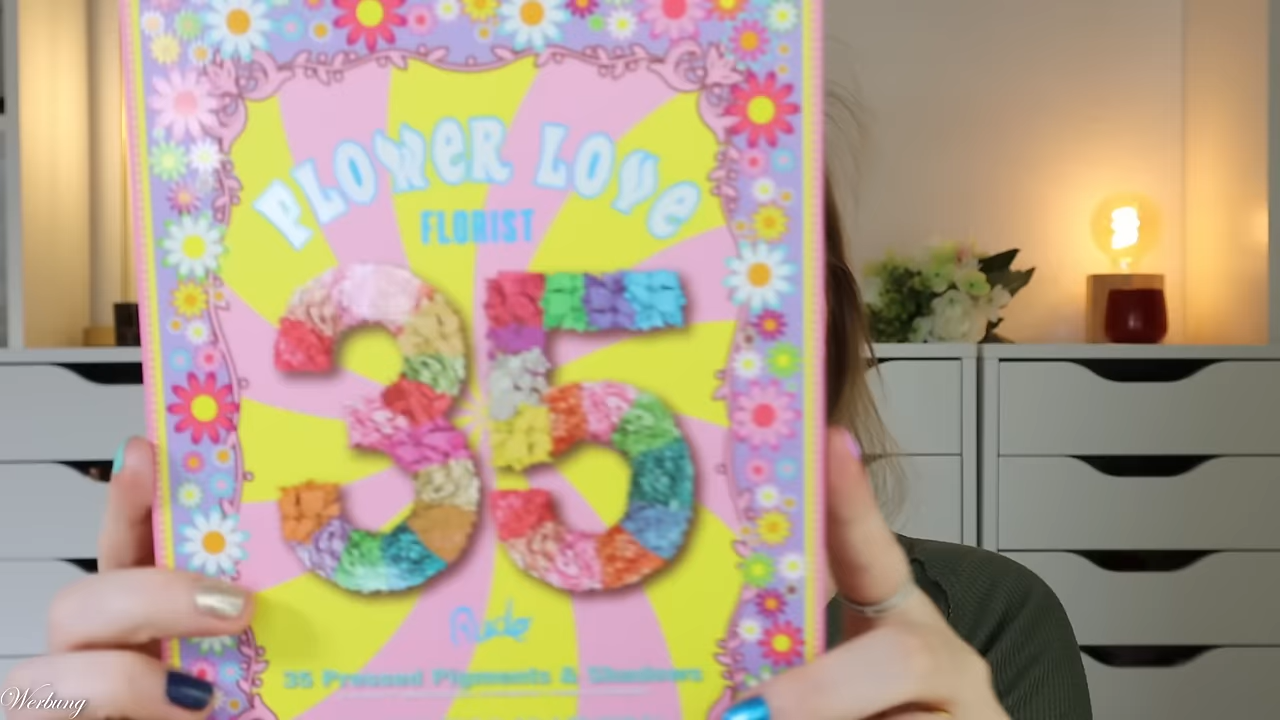 FLOWER LOVE
FLORIST
35
Rude
35 Pressed Pigments & Shadows
Werbung